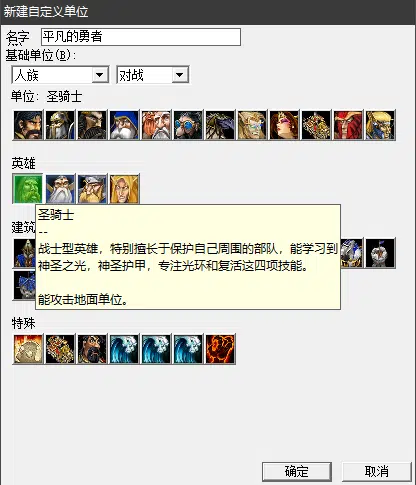 新建自定义单位
名字 平凡的勇者
基础单位(B):
人族 对战
单位: 圣骑士
英雄
圣骑士
--
战士型英雄，特别擅长于保护自己周围的部队，能学习到
神圣之光，神圣护甲，专注光环和复活这四项技能。
能攻击地面单位。
建筑
特殊
确定 取消